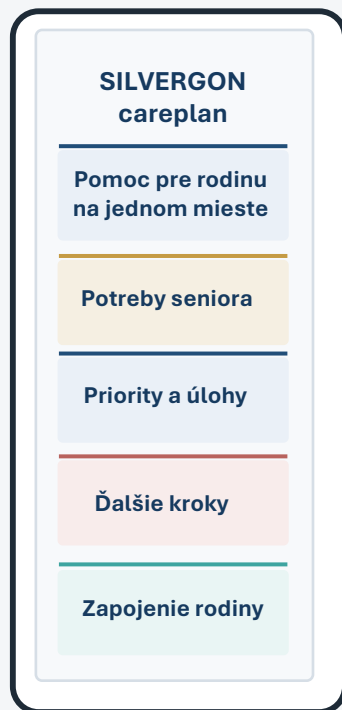 SILVERGON
careplan
Pomoc pre rodinu
na jednom mieste
Potreby seniora
Priority a úlohy
Ďalšie kroky
Zapojenie rodiny